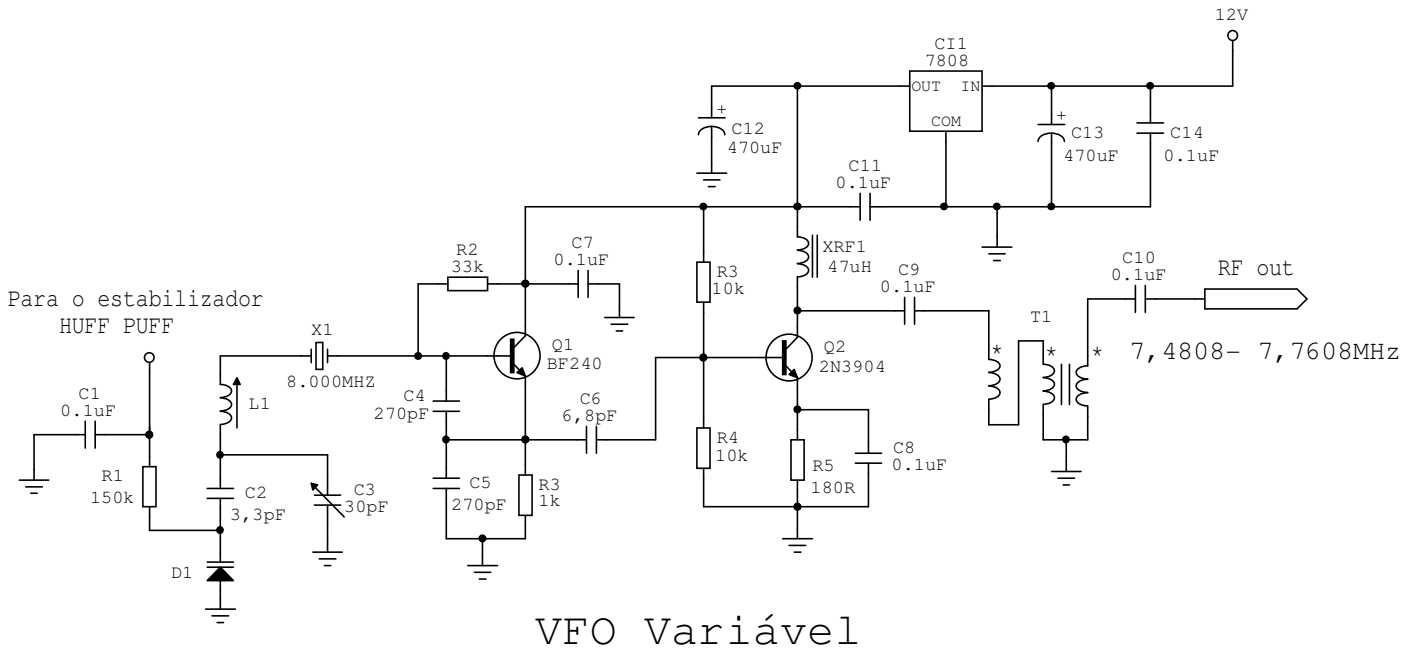 12V
CI1
7808
OUT IN
COM
+
C12
470uF
+
C13
470uF
C14
0.1uF
C11
0.1uF
XRF1
47uH
R2
33k
C7
0.1uF
R3
10k
C9
0.1uF
C10
0.1uF
RF out
Para o estabilizador
HUFF PUFF
X1
8.000MHZ
Q1
BF240
Q2
2N3904
T1
* * *
7,4808– 7,7608MHz
C1
0.1uF
L1
C4
270pF
C6
6,8pF
R4
10k
R5
180R
C8
0.1uF
R1
150k
C2
3,3pF
C3
30pF
C5
270pF
R3
1k
D1
VFO Variável